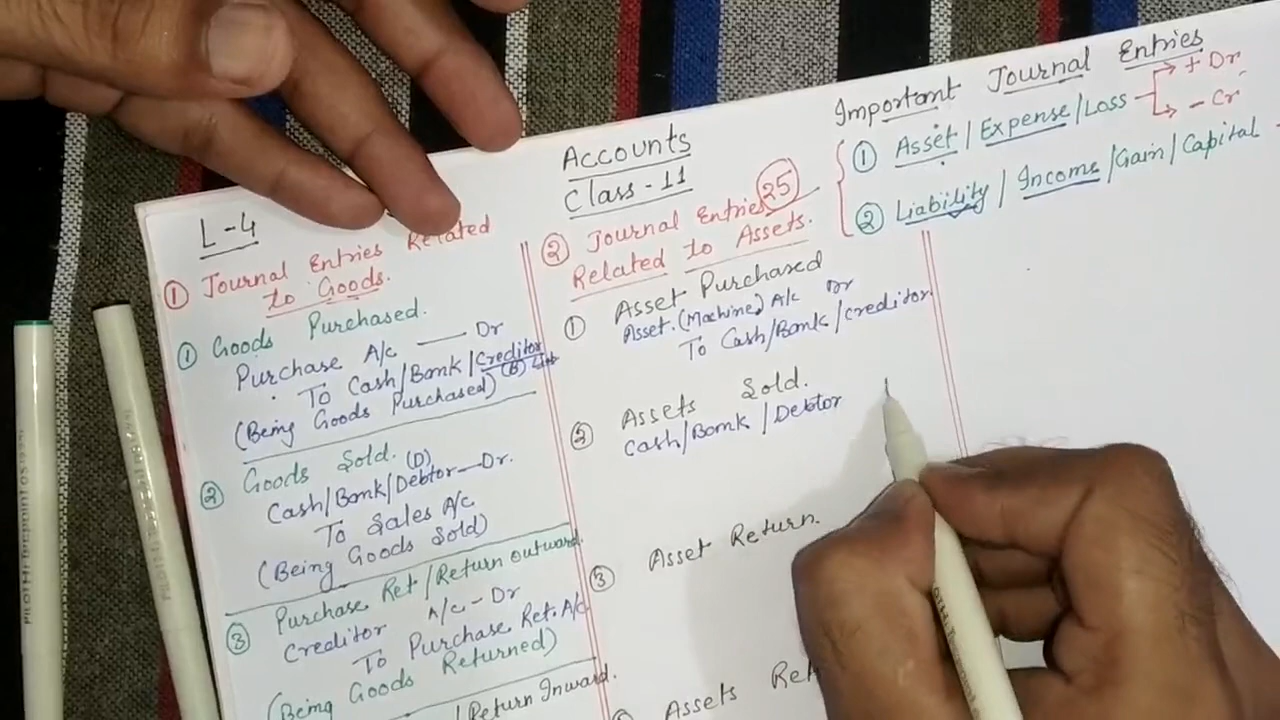 Accounts
Class-11
L-4
① Journal Entries Related
to Goods.
① Goods Purchased.
Purchase A/c — Dr
To Cash/Bank/Creditor
(Being Goods Purchased) (B)
② Goods Sold. (D)
Cash/Bank/Debtor—Dr.
To Sales A/c
(Being Goods Sold)
③ Purchase Ret/Return outward.
Creditor A/c - Dr
To Purchase Ret. A/c
(Being Goods Returned)
/Return Inward.
② Journal Entries 25
Related to Assets.
① Asset Purchased
Asset (Machine) A/c Dr
To Cash/Bank/creditor.
② Assets Sold.
Cash/Bank/Debtor
③ Asset Return.
Assets Ret
Important Journal Entries
① Asset/Expense/Loss + Dr
- Cr
② Liability/Income/Gain/Capital